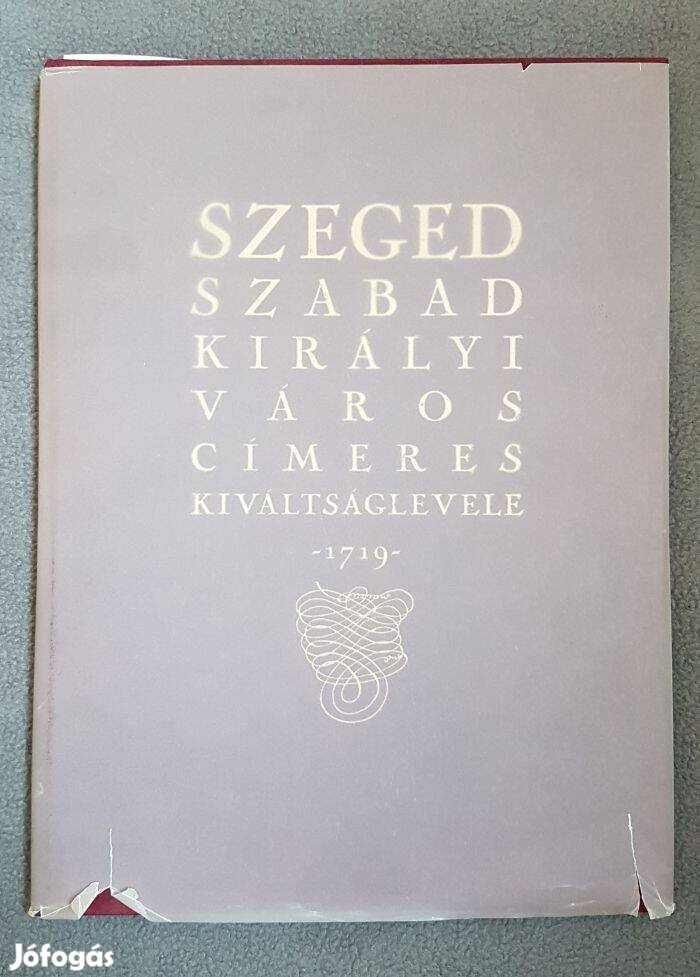 SZEGED
SZABAD
KIRÁLYI
VÁROS
CÍMERES
KIVÁLTSÁGLEVELE
-1719-
Jófogás